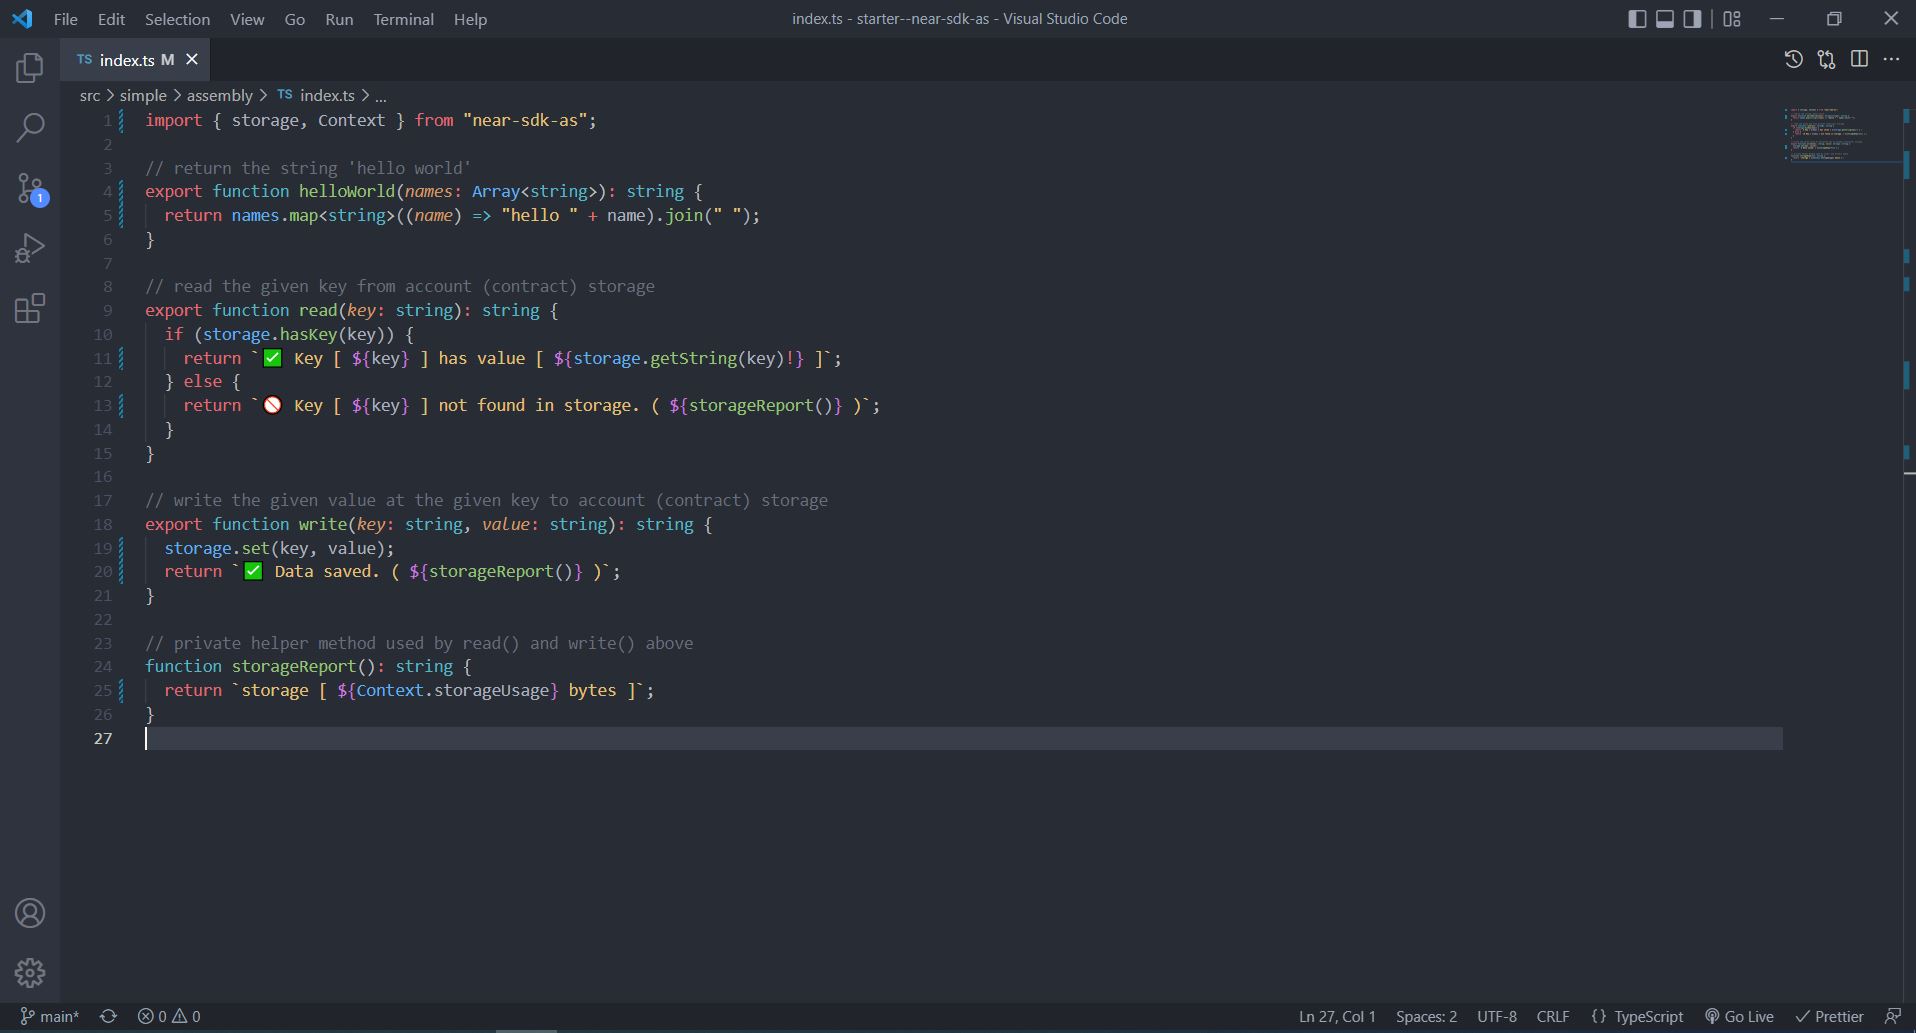 File Edit Selection View Go Run Terminal Help index.ts - starter--near-sdk-as - Visual Studio Code
TS index.ts M
src > simple > assembly > TS index.ts > ...
1 import { storage, Context } from "near-sdk-as";
2
3 // return the string 'hello world'
4 export function helloWorld(names: Array<string>): string {
5 return names.map<string>((name) => "hello " + name).join(" ");
6 }
7
8 // read the given key from account (contract) storage
9 export function read(key: string): string {
10 if (storage.hasKey(key)) {
11 return `✅ Key [ ${key} ] has value [ ${storage.getString(key)!} ]`;
12 } else {
13 return `🚫 Key [ ${key} ] not found in storage. ( ${storageReport()} )`;
14 }
15 }
16
17 // write the given value at the given key to account (contract) storage
18 export function write(key: string, value: string): string {
19 storage.set(key, value);
20 return `✅ Data saved. ( ${storageReport()} )`;
21 }
22
23 // private helper method used by read() and write() above
24 function storageReport(): string {
25 return `storage [ ${Context.storageUsage} bytes ]`;
26 }
27
1
main* 0 0 Ln 27, Col 1 Spaces: 2 UTF-8 CRLF {} TypeScript Go Live Prettier